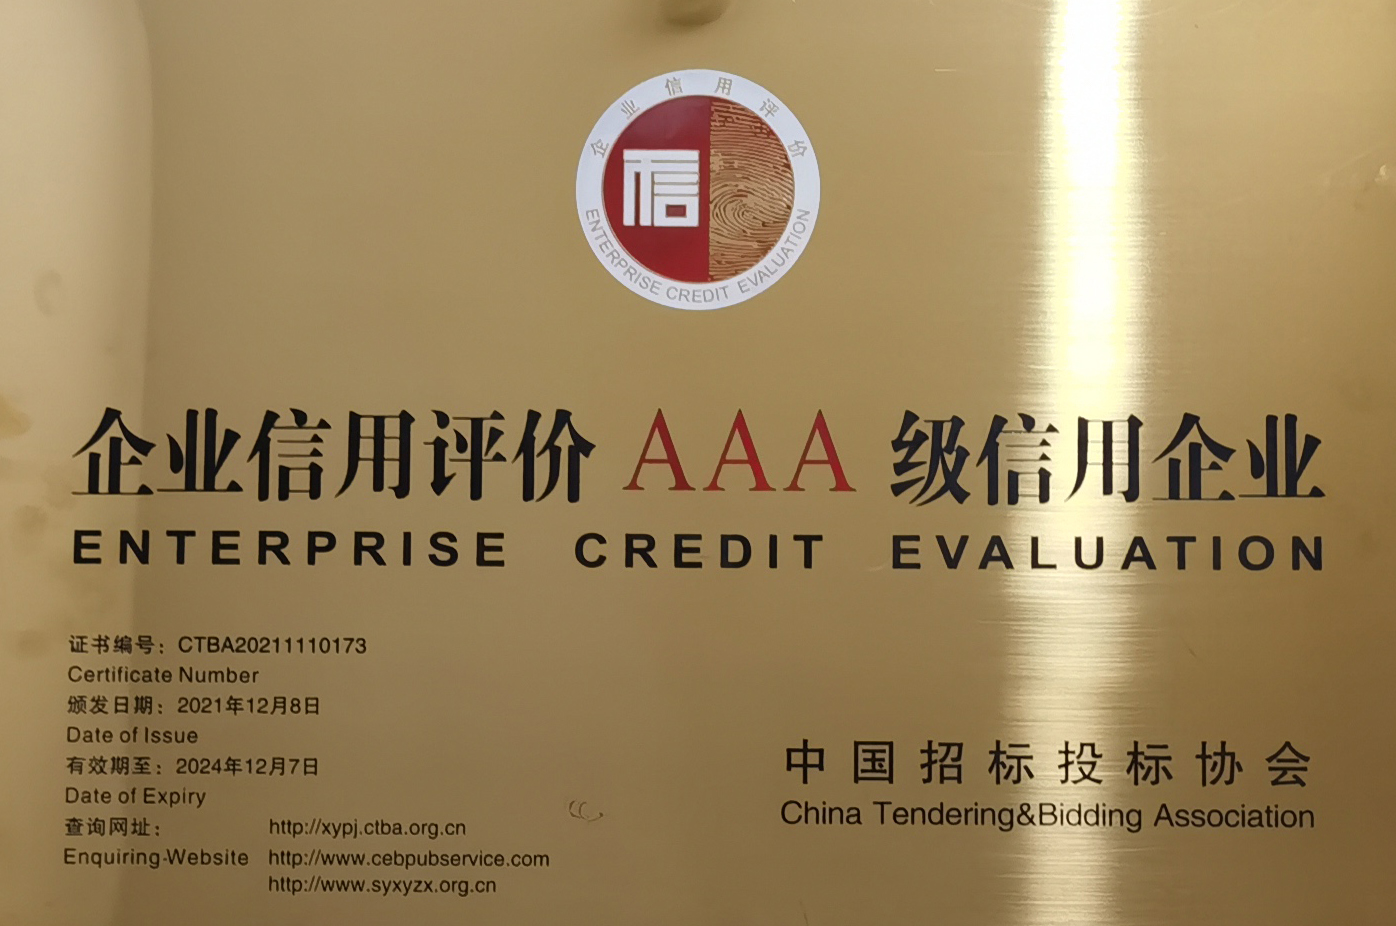 企业信用评价
信
ENTERPRISE CREDIT EVALUATION
企业信用评价 AAA 级信用企业
ENTERPRISE CREDIT EVALUATION
证书编号：CTBA20211110173
Certificate Number
颁发日期：2021年12月8日
Date of Issue
有效期至：2024年12月7日
Date of Expiry
查询网址： http://xypj.ctba.org.cn
Enquiring-Website http://www.cebpubservice.com
http://www.syxyzx.org.cn
中国招标投标协会
China Tendering&Bidding Association